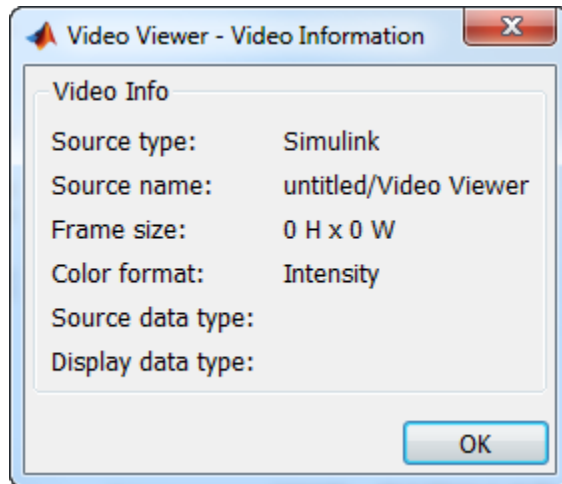 Video Viewer - Video Information
Video Info
Source type: Simulink
Source name: untitled/Video Viewer
Frame size: 0 H x 0 W
Color format: Intensity
Source data type:
Display data type:
OK